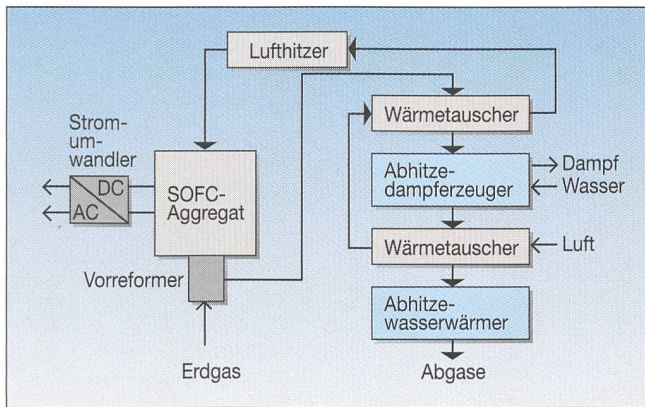 Lufthitzer
Strom-
um-
wandler
DC
AC
SOFC-
Aggregat
Vorreformer
Erdgas
Wärmetauscher
Abhitze-
dampferzeuger
Dampf
Wasser
Wärmetauscher
Luft
Abhitze-
wasserwärmer
Abgase